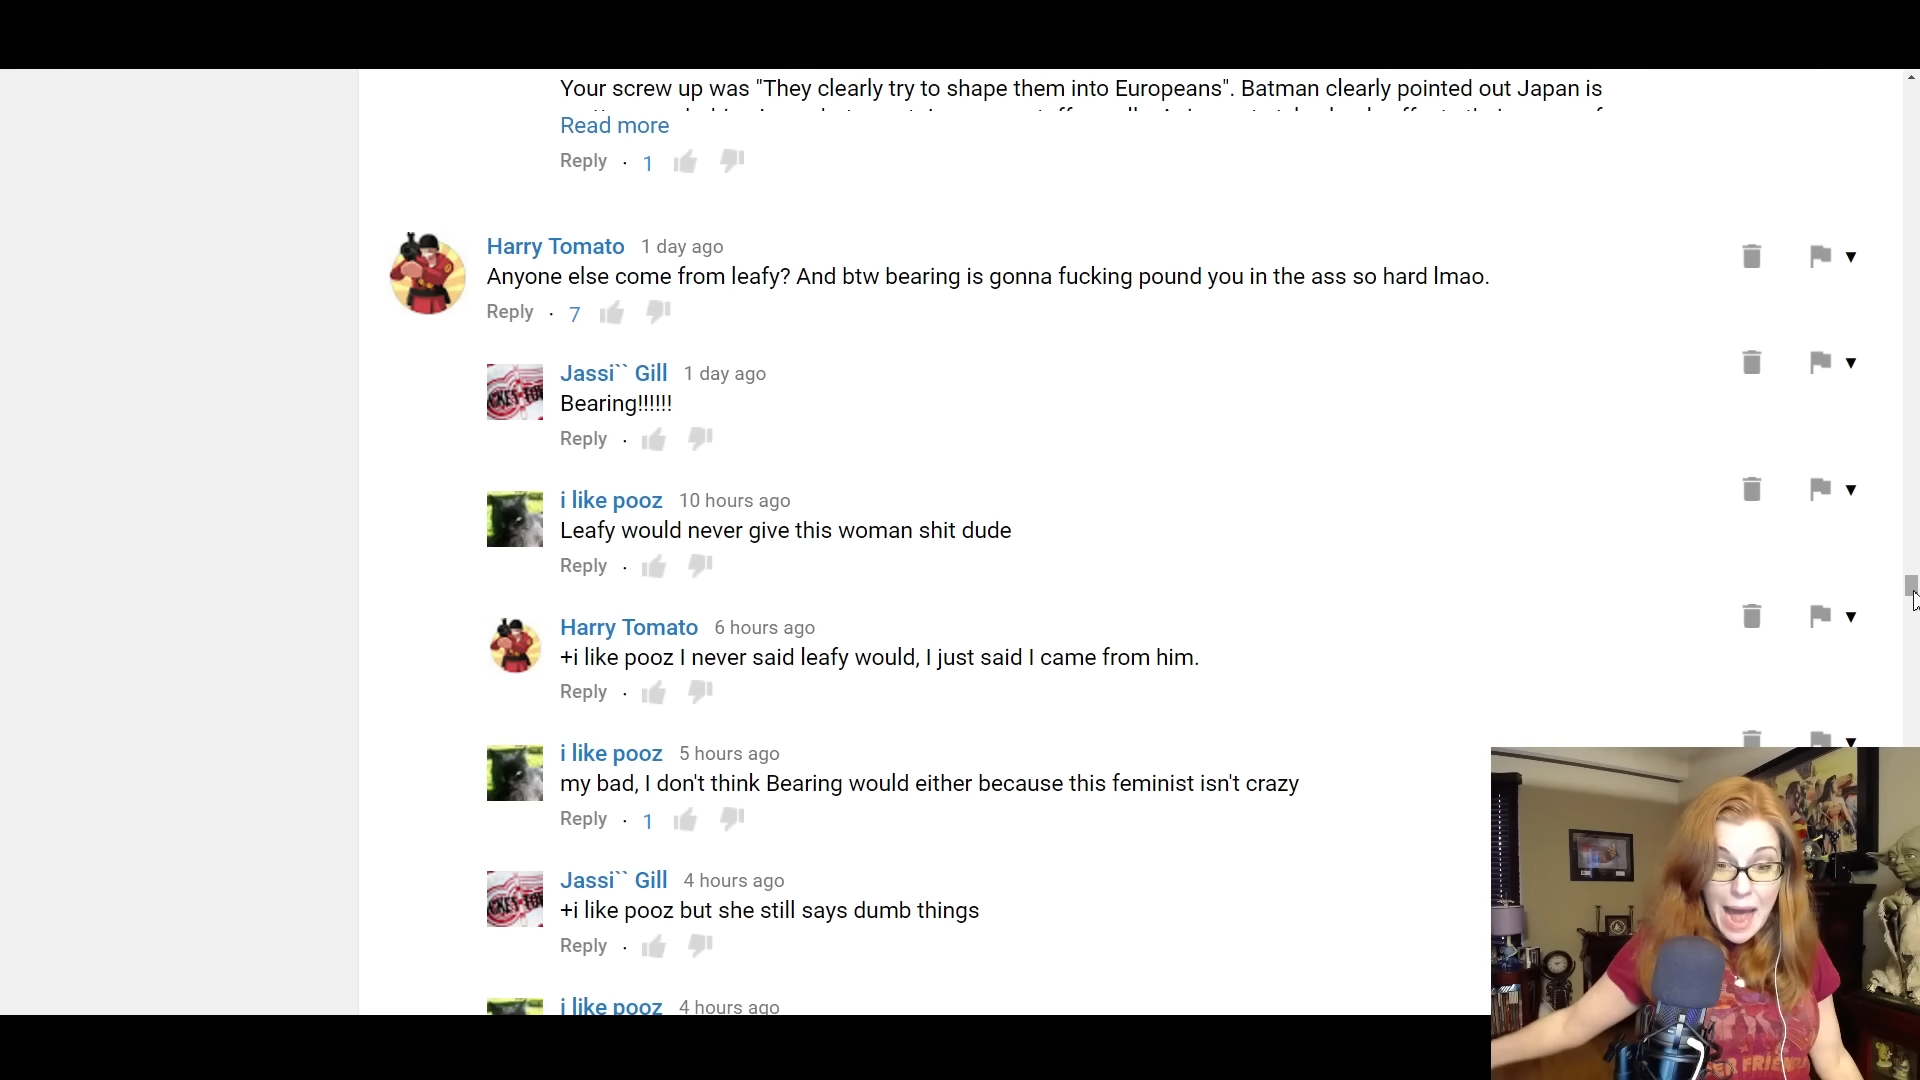 Your screw up was "They clearly try to shape them into Europeans". Batman clearly pointed out Japan is
Read more
Reply · 1
Harry Tomato 1 day ago
Anyone else come from leafy? And btw bearing is gonna fucking pound you in the ass so hard lmao.
Reply · 7
Jassi`` Gill 1 day ago
Bearing!!!!!!
Reply ·
i like pooz 10 hours ago
Leafy would never give this woman shit dude
Reply ·
Harry Tomato 6 hours ago
+i like pooz I never said leafy would, I just said I came from him.
Reply ·
i like pooz 5 hours ago
my bad, I don't think Bearing would either because this feminist isn't crazy
Reply · 1
Jassi`` Gill 4 hours ago
+i like pooz but she still says dumb things
Reply ·
i like pooz 4 hours ago